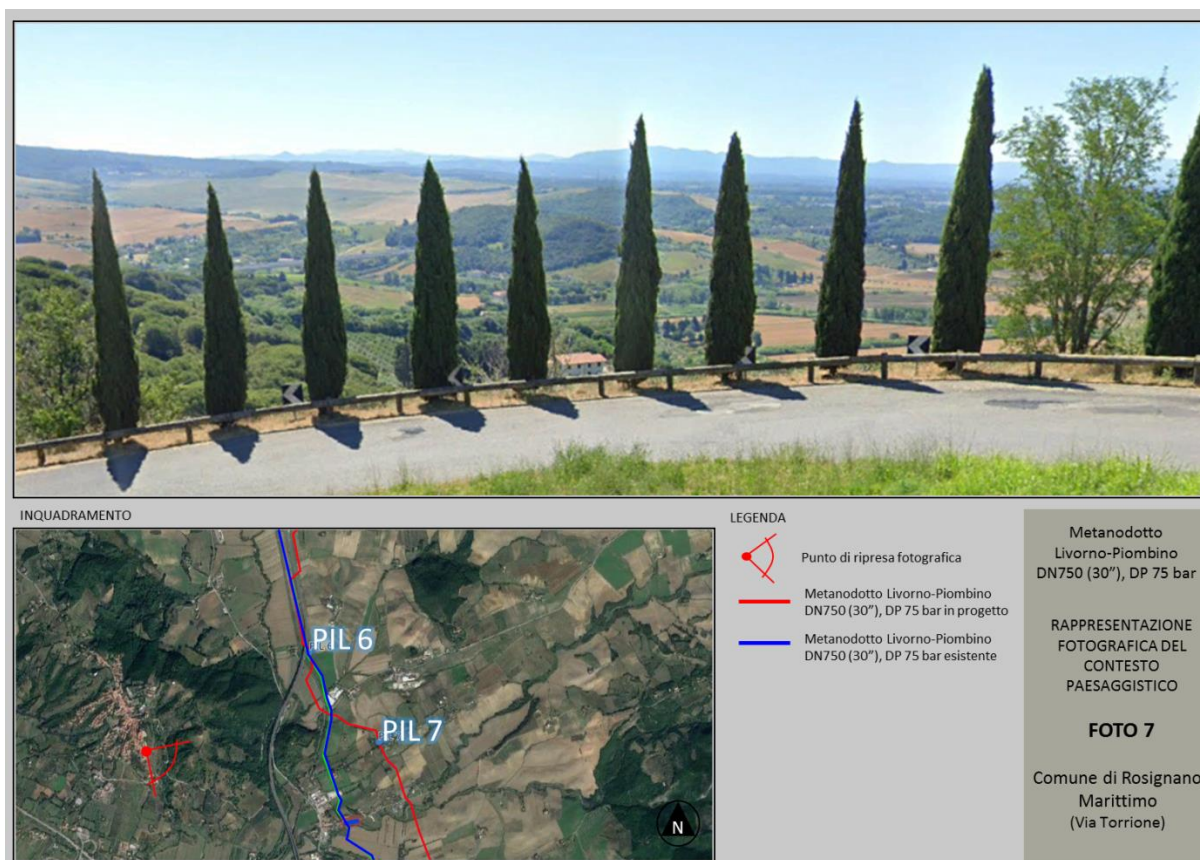 INQUADRAMENTO
PIL 6
PIL 7
N
LEGENDA
Punto di ripresa fotografica
Metanodotto Livorno-Piombino
DN750 (30"), DP 75 bar in progetto
Metanodotto Livorno-Piombino
DN750 (30"), DP 75 bar esistente
Metanodotto
Livorno-Piombino
DN750 (30"), DP 75 bar
RAPPRESENTAZIONE
FOTOGRAFICA DEL
CONTESTO
PAESAGGISTICO
FOTO 7
Comune di Rosignano
Marittimo
(Via Torrione)